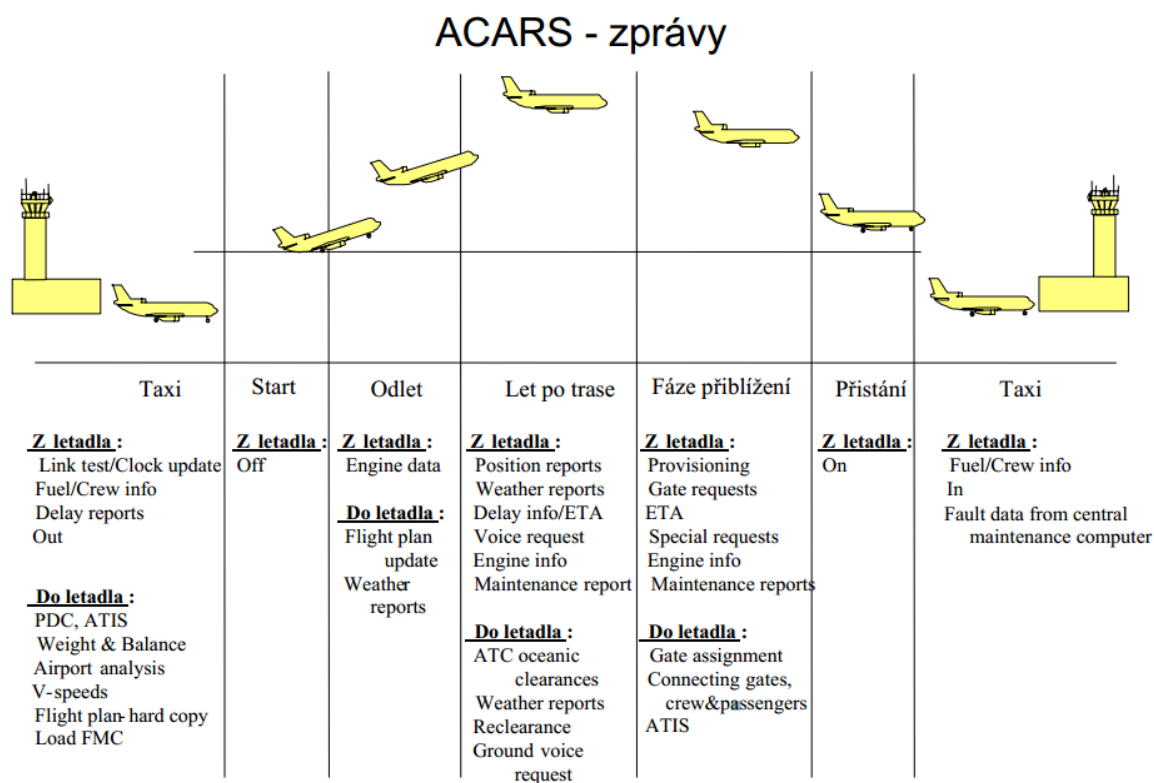 ACARS - zprávy
Taxi
Start
Odlet
Let po trase
Fáze přiblížení
Přistání
Taxi
Z letadla :
Link test/Clock update
Fuel/Crew info
Delay reports
Out
Do letadla :
PDC, ATIS
Weight & Balance
Airport analysis
V-speeds
Flight plan- hard copy
Load FMC
Z letadla :
Off
Z letadla :
Engine data
Do letadla :
Flight plan
update
Weather
reports
Z letadla :
Position reports
Weather reports
Delay info/ETA
Voice request
Engine info
Maintenance report
Do letadla :
ATC oceanic
clearances
Weather reports
Reclearance
Ground voice
request
Z letadla :
Provisioning
Gate requests
ETA
Special requests
Engine info
Maintenance reports
Do letadla :
Gate assignment
Connecting gates,
crew&passengers
ATIS
Z letadla :
On
Z letadla :
Fuel/Crew info
In
Fault data from central
maintenance computer